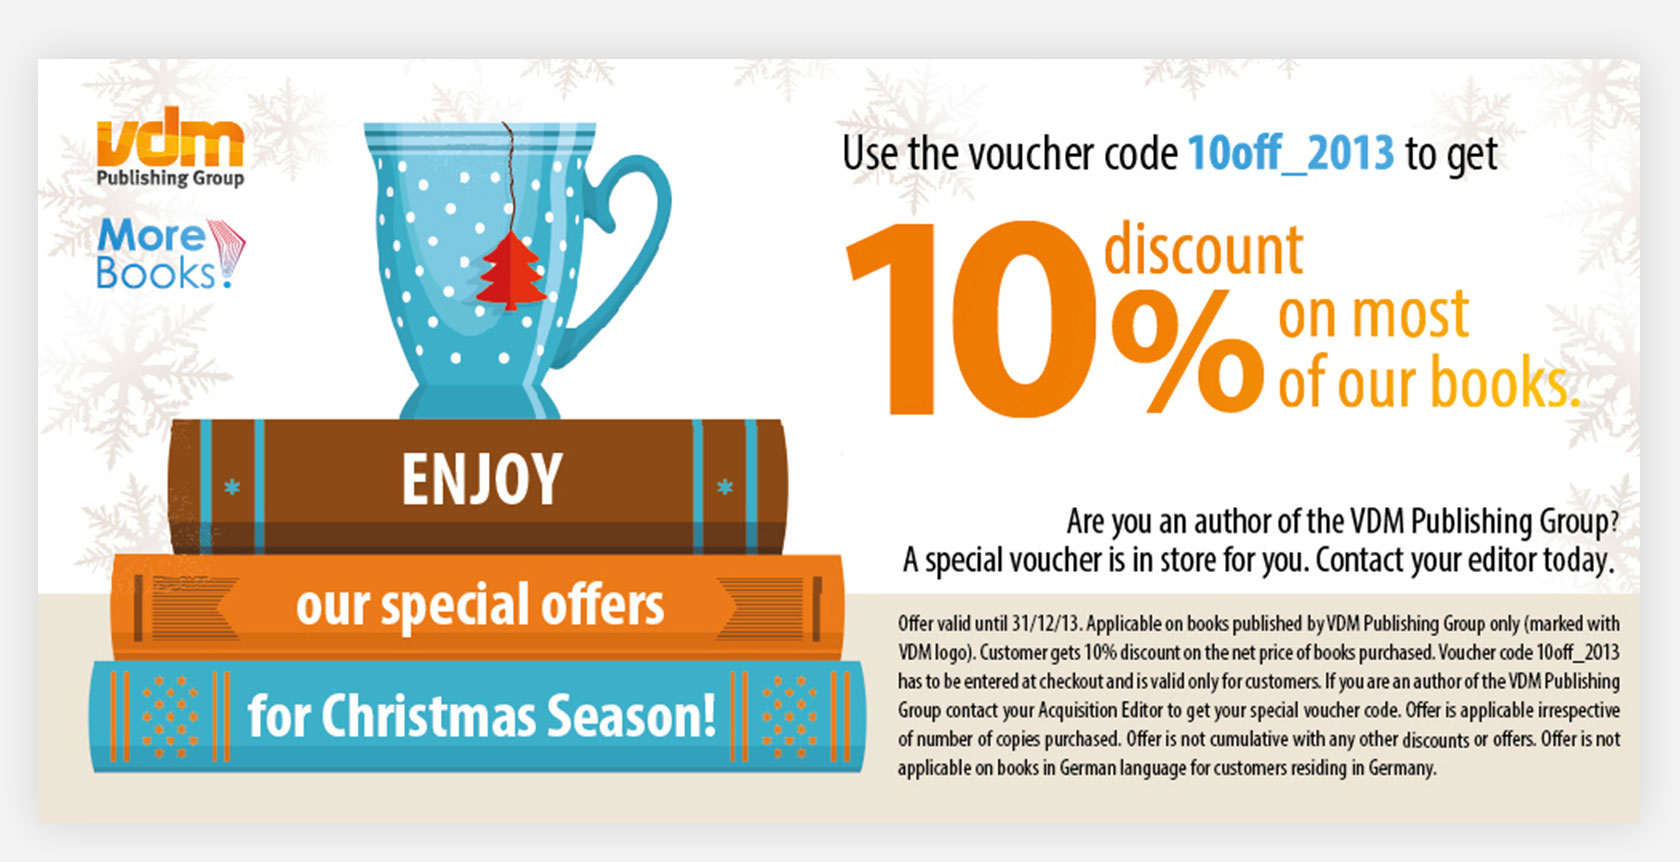 vdm
Publishing Group
More
Books!
ENJOY
our special offers
for Christmas Season!
Use the voucher code 10off_2013 to get
10%
discount
on most
of our books.
Are you an author of the VDM Publishing Group?
A special voucher is in store for you. Contact your editor today.
Offer valid until 31/12/13. Applicable on books published by VDM Publishing Group only (marked with
VDM logo). Customer gets 10% discount on the net price of books purchased. Voucher code 10off_2013
has to be entered at checkout and is valid only for customers. If you are an author of the VDM Publishing
Group contact your Acquisition Editor to get your special voucher code. Offer is applicable irrespective
of number of copies purchased. Offer is not cumulative with any other discounts or offers. Offer is not
applicable on books in German language for customers residing in Germany.